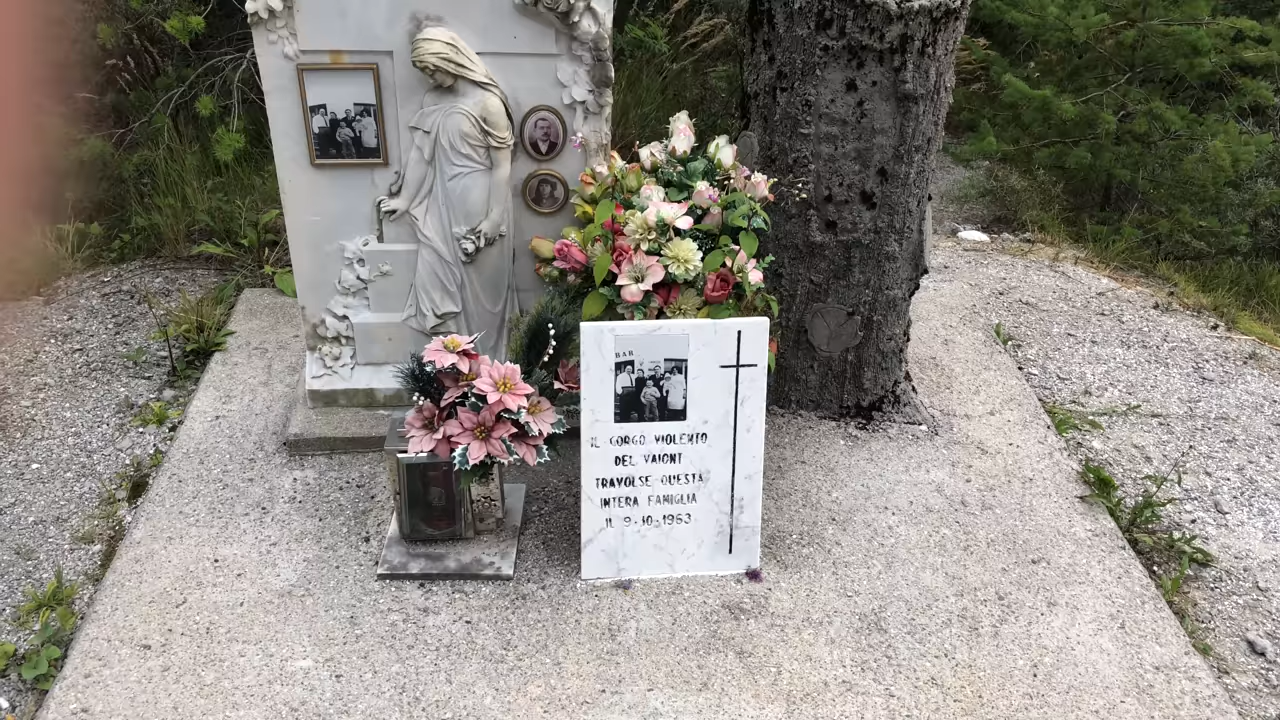 BAR
IL GORGO VIOLENTO
DEL VAIONT
TRAVOLSE QUESTA
INTERA FAMIGLIA
IL 9-10-1963